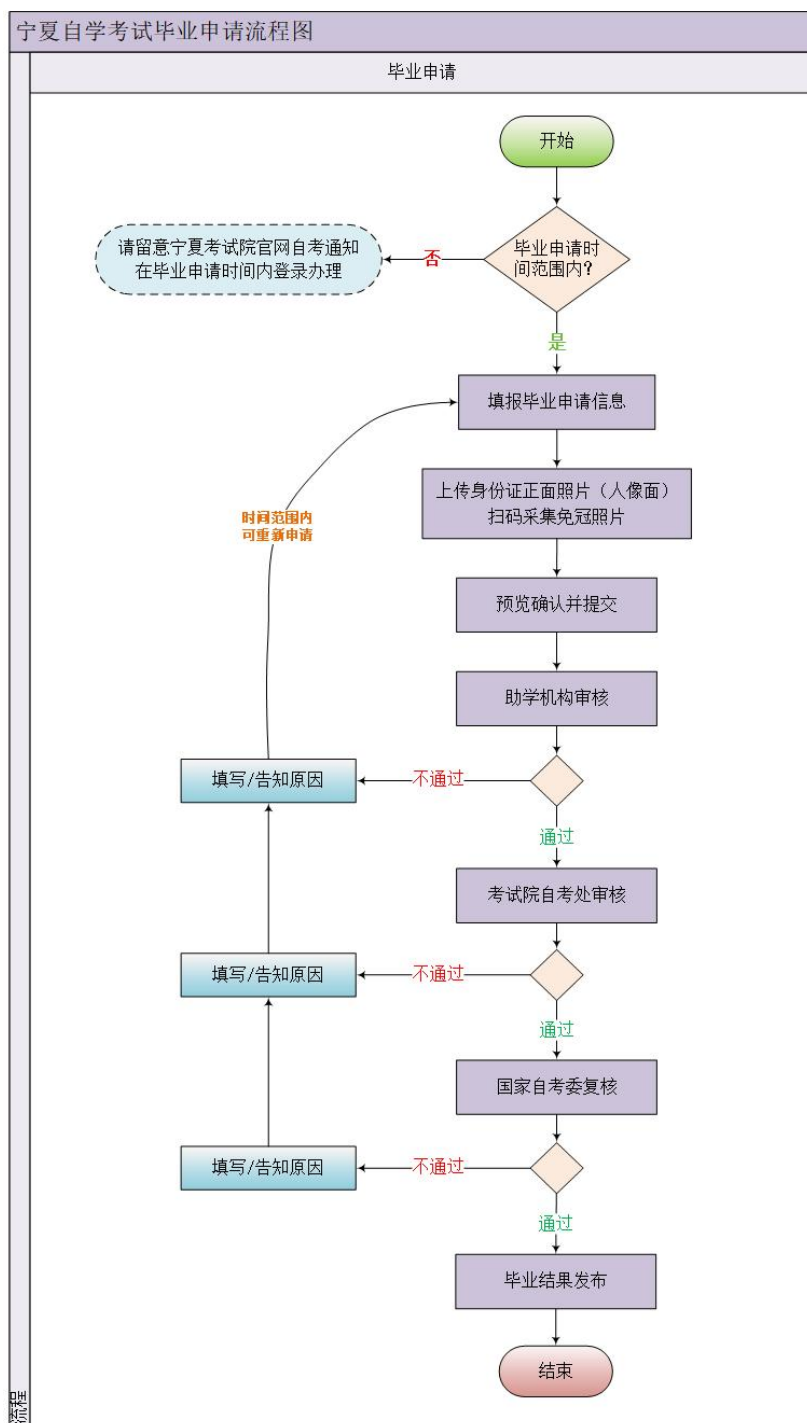 宁夏自学考试毕业申请流程图
毕业申请
开始
毕业申请时
间范围内？
否
请留意宁夏考试院官网自考通知
在毕业申请时间内登录办理
是
填报毕业申请信息
上传身份证正面照片（人像面）
扫码采集免冠照片
时间范围内
可重新申请
预览确认并提交
助学机构审核
不通过
填写/告知原因
通过
考试院自考处审核
不通过
填写/告知原因
通过
国家自考委复核
不通过
填写/告知原因
通过
毕业结果发布
结束
流程